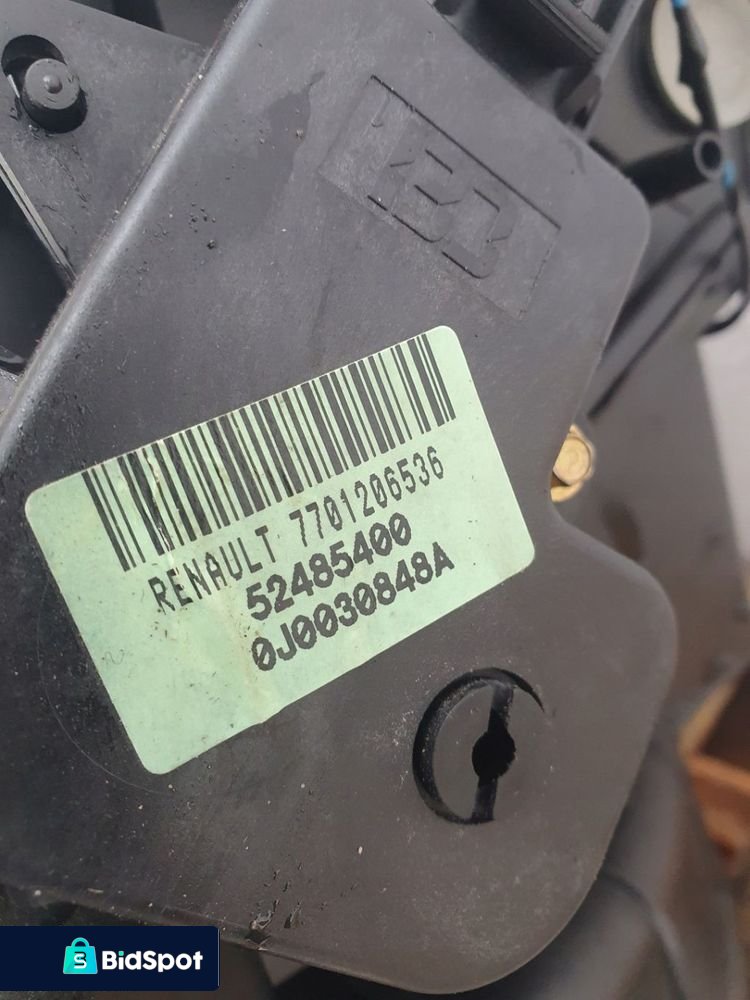 RENAULT 7701206536
52485400
0J0030848A
BidSpot